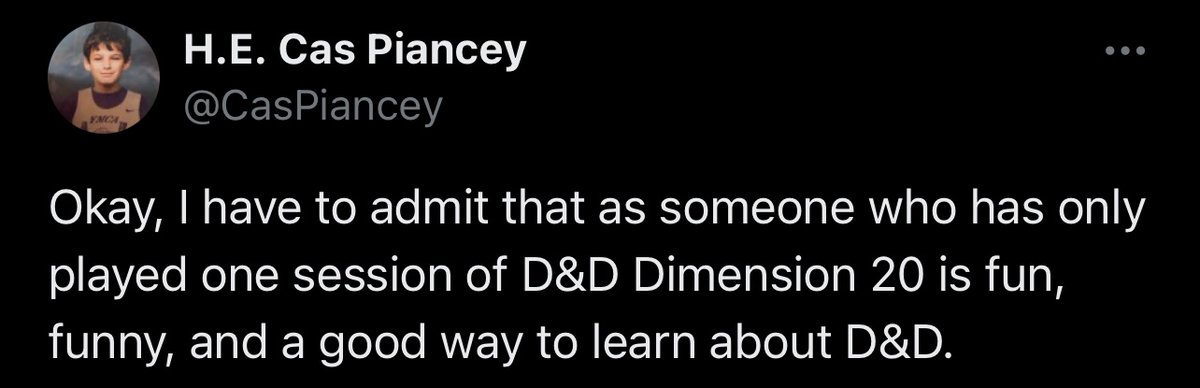 H.E. Cas Piancey
@CasPiancey
YMCA
Okay, I have to admit that as someone who has only
played one session of D&D Dimension 20 is fun,
funny, and a good way to learn about D&D.